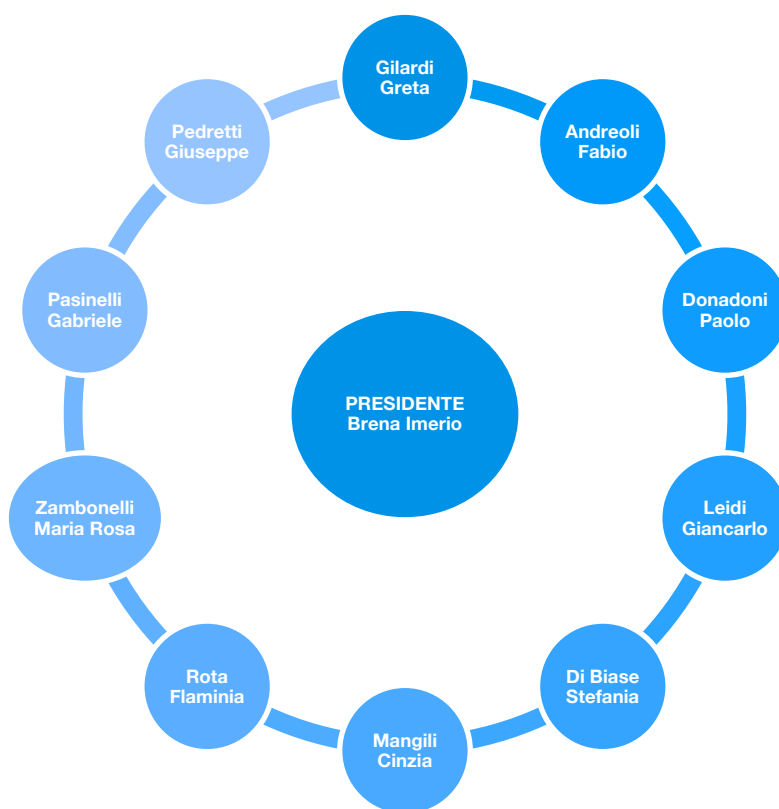 Gilardi
Greta
Andreoli
Fabio
Donadoni
Paolo
Leidi
Giancarlo
Di Biase
Stefania
Mangili
Cinzia
Rota
Flaminia
Zambonelli
Maria Rosa
Pasinelli
Gabriele
Pedretti
Giuseppe
PRESIDENTE
Brena Imerio